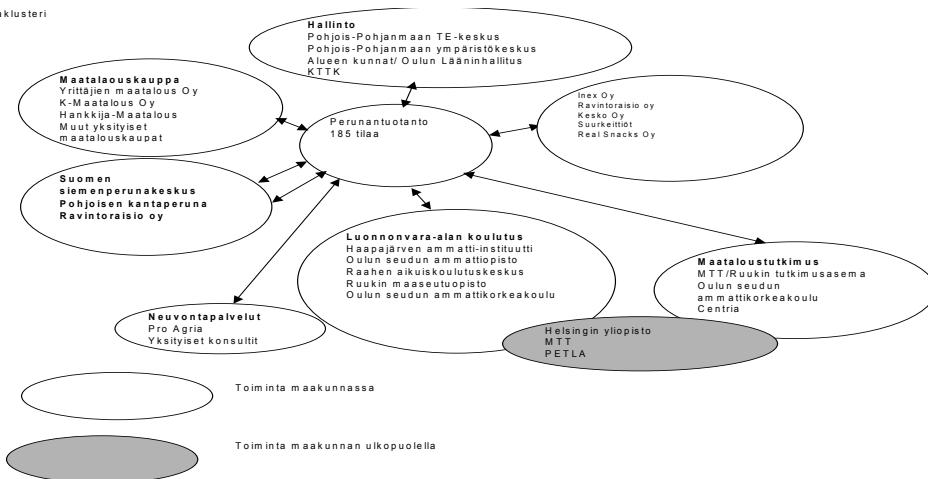 klusteri
Hallinto
Pohjois-Pohjanmaan TE-keskus
Pohjois-Pohjanmaan ympäristökeskus
Alueen kunnat/ Oulun Lääninhallitus
KTTK
Maatalaouskauppa
Yrittäjien maatalous Oy
K-Maatalous Oy
Hankkija-Maatalous
Muut yksityiset
maatalouskaupat
Perunantuotanto
185 tilaa
Inex Oy
Ravintoraisio oy
Kesko Oy
Suurkeittiöt
Real Snacks Oy
Suomen
siemenperunakeskus
Pohjoisen kantaperuna
Ravintoraisio oy
Luonnonvara-alan koulutus
Haapajärven ammatti-instituutti
Oulun seudun ammattiopisto
Raahen aikuiskoulutuskeskus
Ruukin maaseutuopisto
Oulun seudun ammattikorkeakoulu
Maataloustutkimus
MTT/Ruukin tutkimusasema
Oulun seudun
ammattikorkeakoulu
Centria
Neuvontapalvelut
Pro Agria
Yksityiset konsultit
Helsingin yliopisto
MTT
PETLA
Toiminta maakunnassa
Toiminta maakunnan ulkopuolella